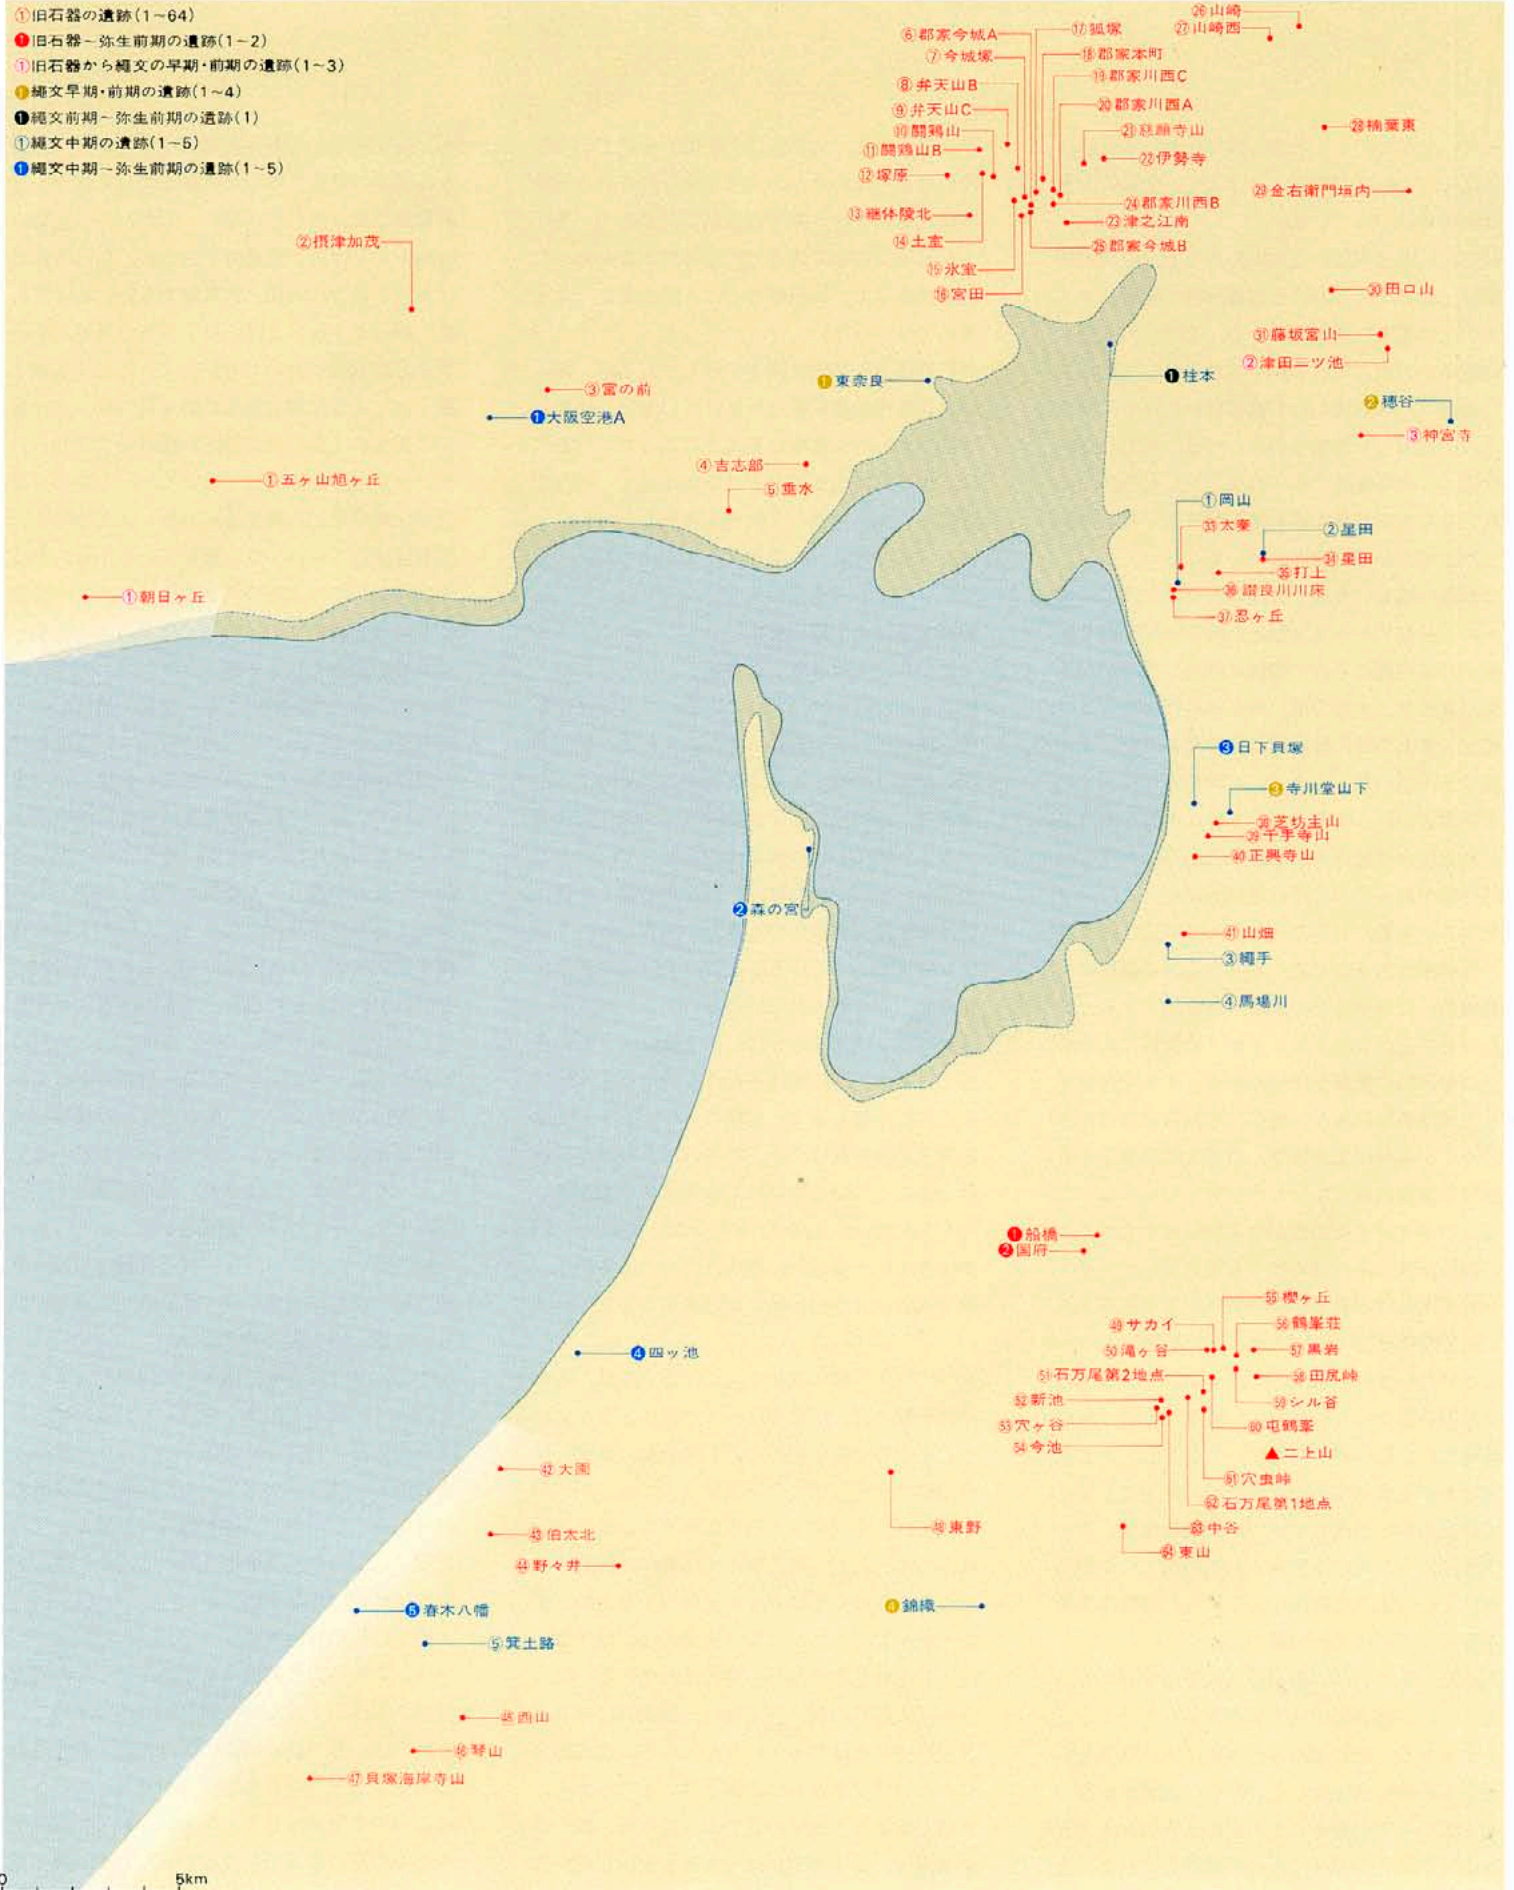 ①旧石器の遺跡(1~64)
❶旧石器~弥生前期の遺跡(1~2)
①旧石器から縄文の早期・前期の遺跡(1~3)
❶縄文早期・前期の遺跡(1~4)
❶縄文前期~弥生前期の遺跡(1)
①縄文中期の遺跡(1~5)
❶縄文中期~弥生前期の遺跡(1~5)
㉖山崎
㉗山崎西
⑥郡家今城A
⑰狐塚
⑦今城塚
⑱郡家本町
⑲郡家川西C
⑧弁天山B
⑳郡家川西A
⑨弁天山C
㉑慈願寺山
⑩闘鶏山
㉘楠葉東
⑪闘鶏山B
㉒伊勢寺
⑫塚原
㉙金右衛門垣内
㉔郡家川西B
⑬継体陵北
㉓津之江南
⑭土室
㉕郡家今城B
②摂津加茂
⑮氷室
⑯宮田
㉚田口山
㉛藤坂宮山
②津田三ツ池
❶東奈良
❶柱本
③宮の前
❷穂谷
❶大阪空港A
③神宮寺
④吉志部
①五ヶ山旭ヶ丘
⑤垂水
①岡山
㉝太秦
②星田
㉞星田
㉟打上
㊱讃良川川床
①朝日ヶ丘
㊲忍ヶ丘
❸日下貝塚
❸寺川堂山下
㊳芝坊主山
㊴千手寺山
㊵正興寺山
❷森の宮
㊶山畑
③縄手
④馬場川
❶船橋
❷国府
㊺櫻ヶ丘
㊾サカイ
56鶴峯荘
㊿滝ヶ谷
57黒岩
❹四ッ池
51石万尾第2地点
58田尻峠
52新池
59シル谷
53穴ヶ谷
60屯鶴峯
54今池
▲二上山
㊷大園
61穴虫峠
62石万尾第1地点
㊽東野
63中谷
㊸伯太北
64東山
㊹野々井
❹錦織
❺春木八幡
⑤箕土路
㊺西山
㊻琴山
㊼貝塚海岸寺山
0
5km